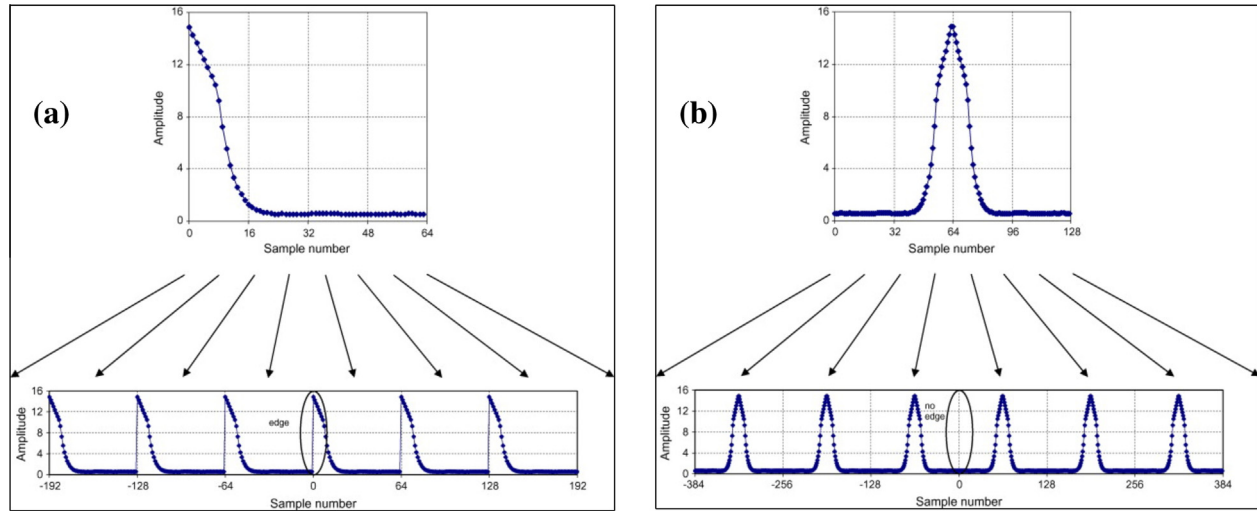 (a)
16
12
8
4
0
Amplitude
0 16 32 48 64
Sample number
16
12
8
4
0
Amplitude
edge
-192 -128 -64 0 64 128 192
Sample number
(b)
16
12
8
4
0
Amplitude
0 32 64 96 128
Sample number
16
12
8
4
0
Amplitude
no
edge
-384 -256 -128 0 128 256 384
Sample number